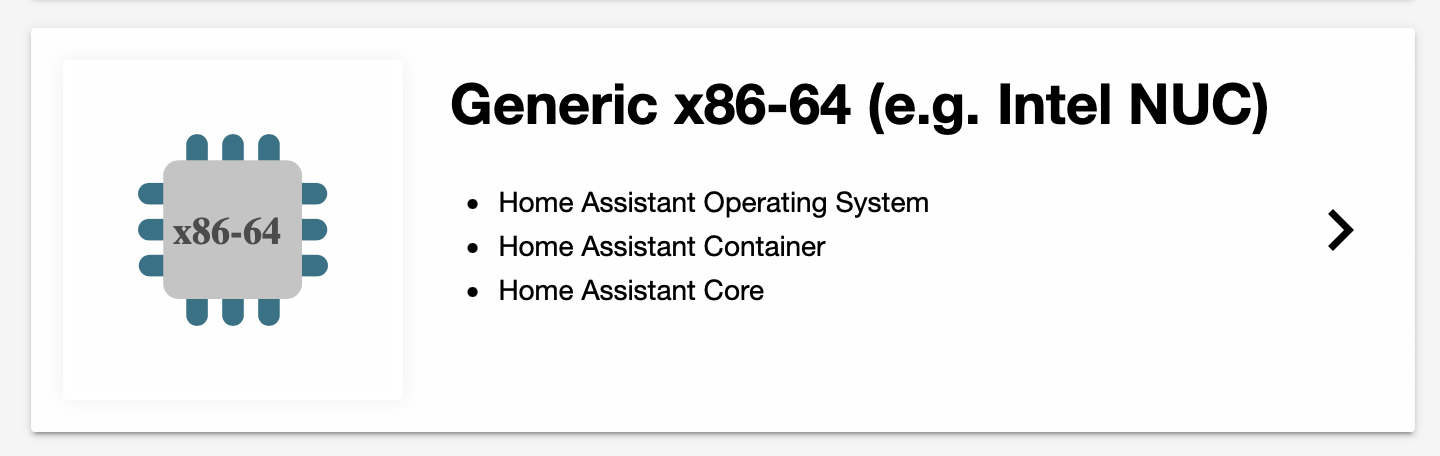 Generic x86-64 (e.g. Intel NUC)
x86-64
Home Assistant Operating System
Home Assistant Container
Home Assistant Core